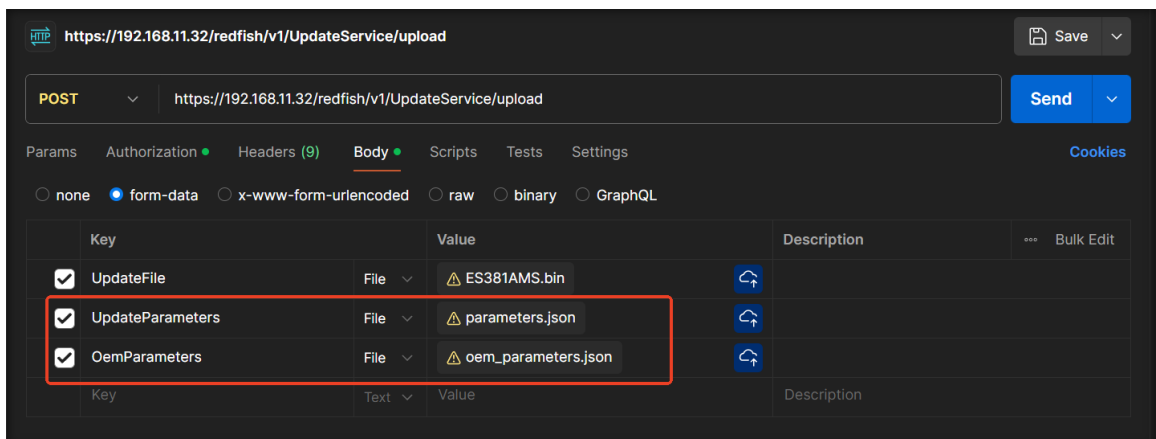 HTTP https://192.168.11.32/redfish/v1/UpdateService/upload Save
POST https://192.168.11.32/redfish/v1/UpdateService/upload Send
Params Authorization Headers (9) Body Scripts Tests Settings Cookies
none form-data x-www-form-urlencoded raw binary GraphQL
Key Value Description Bulk Edit
UpdateFile File ES381AMS.bin
UpdateParameters File parameters.json
OemParameters File oem_parameters.json
Key Text Value Description